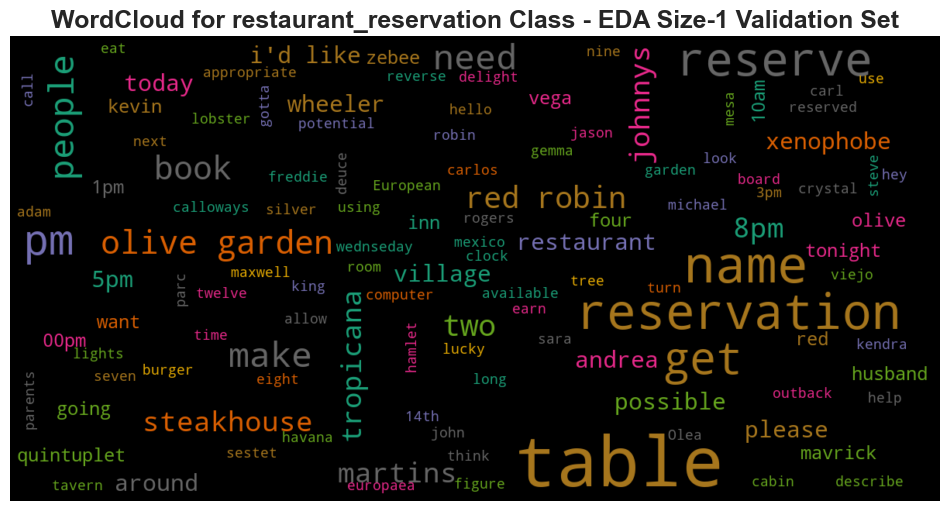 WordCloud for restaurant_reservation Class - EDA Size-1 Validation Set
eat
i'd like
zebee
need
nine
reserve
call
people
today
appropriate
reverse
delight
johnnys
use
kevin
gotta
wheeler
vega
mesa
10am
carl
reserved
lobster
potential
hello
robin
jason
xenophobe
next
book
deuce
gemma
look
steve
hey
1pm
freddie
European
carlos
garden
board
3pm
crystal
adam
calloways
silver
using
red robin
michael
inn
rogers
four
8pm
olive
pm
olive garden
wednseday
mexico
clock
restaurant
tonight
name
5pm
parc
maxwell
room
village
tree
viejo
twelve
king
tropicana
computer
available
turn
earn
reservation
want
allow
00pm
time
hamlet
two
sara
red
kendra
lights
make
lucky
andrea
get
seven
burger
eight
long
husband
parents
going
steakhouse
14th
possible
outback
help
havana
john
Olea
please
quintuplet
sestet
think
table
mavrick
tavern
around
martins
europaea
figure
cabin
describe